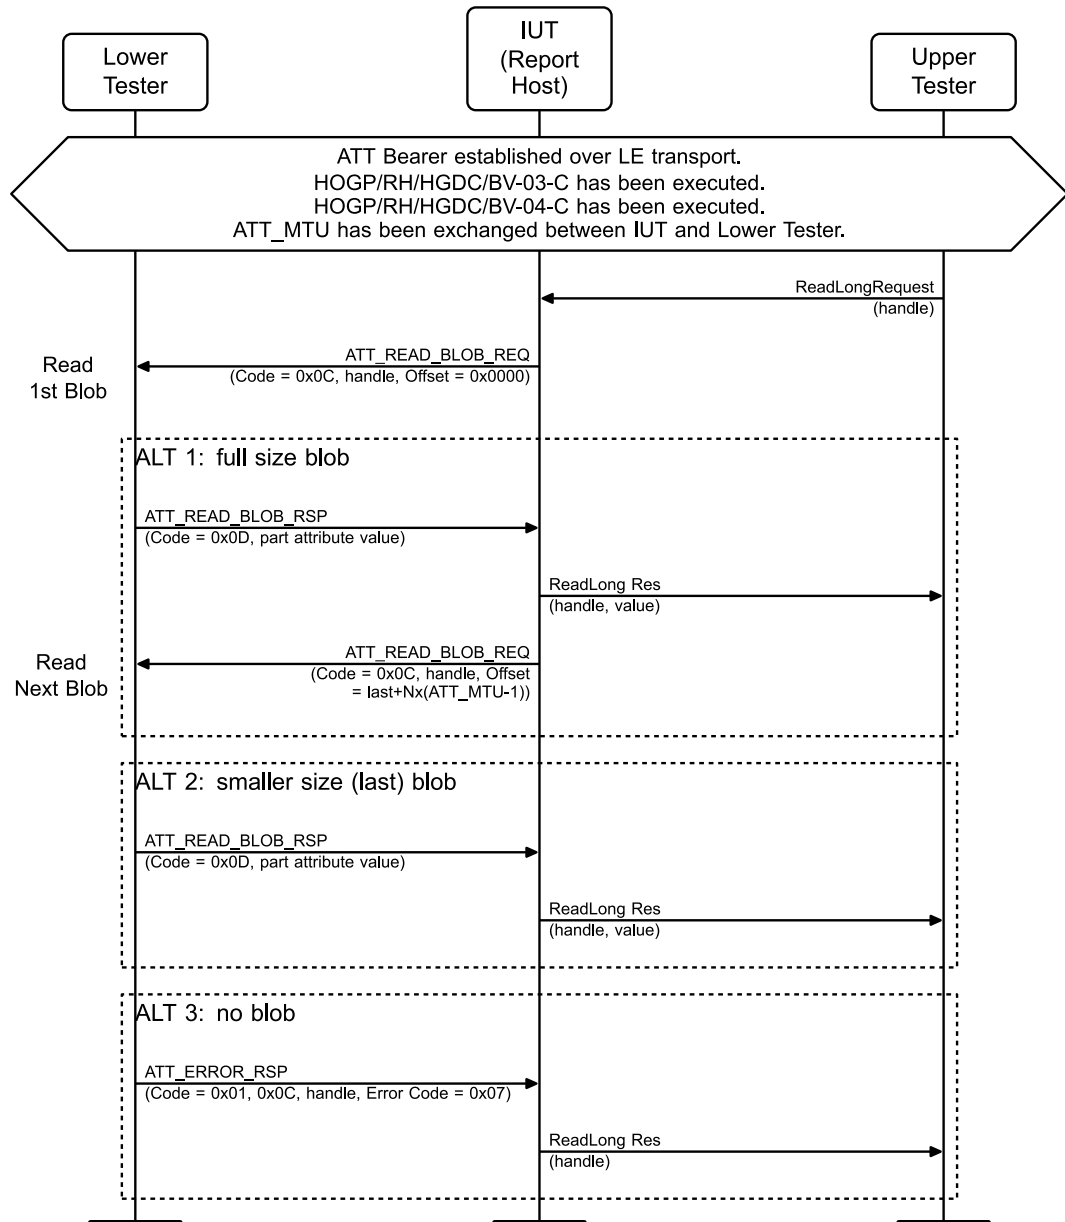 Lower
Tester
IUT
(Report
Host)
Upper
Tester
ATT Bearer established over LE transport.
HOGP/RH/HGDC/BV-03-C has been executed.
HOGP/RH/HGDC/BV-04-C has been executed.
ATT_MTU has been exchanged between IUT and Lower Tester.
ReadLongRequest
(handle)
Read
1st Blob
ATT_READ_BLOB_REQ
(Code = 0x0C, handle, Offset = 0x0000)
ALT 1: full size blob
ATT_READ_BLOB_RSP
(Code = 0x0D, part attribute value)
ReadLong Res
(handle, value)
Read
Next Blob
ATT_READ_BLOB_REQ
(Code = 0x0C, handle, Offset
= last+Nx(ATT_MTU-1))
ALT 2: smaller size (last) blob
ATT_READ_BLOB_RSP
(Code = 0x0D, part attribute value)
ReadLong Res
(handle, value)
ALT 3: no blob
ATT_ERROR_RSP
(Code = 0x01, 0x0C, handle, Error Code = 0x07)
ReadLong Res
(handle)